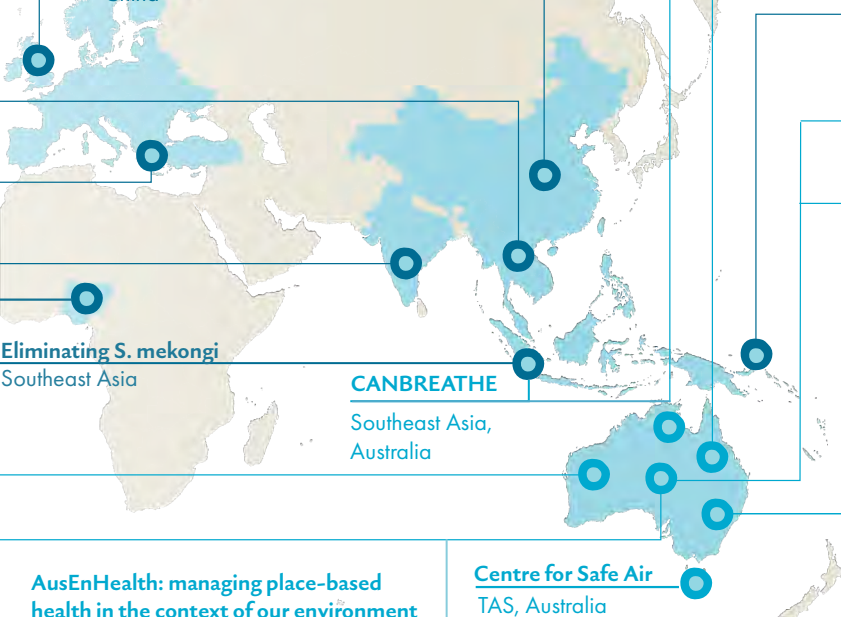 Eliminating S. mekongi
Southeast Asia
CANBREATHE
Southeast Asia,
Australia
AusEnHealth: managing place-based
health in the context of our environment
Centre for Safe Air
TAS, Australia